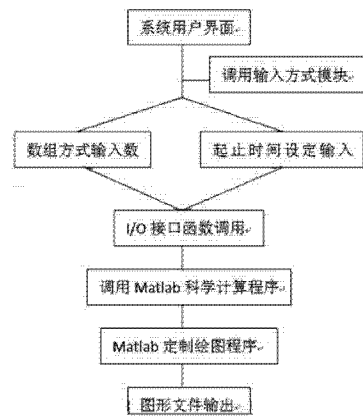 系统用户界面
调用输入方式模块
数组方式输入数
起止时间设定输入
I/O 接口函数调用
调用 Matlab 科学计算程序
Matlab 定制绘图程序
图形文件输出